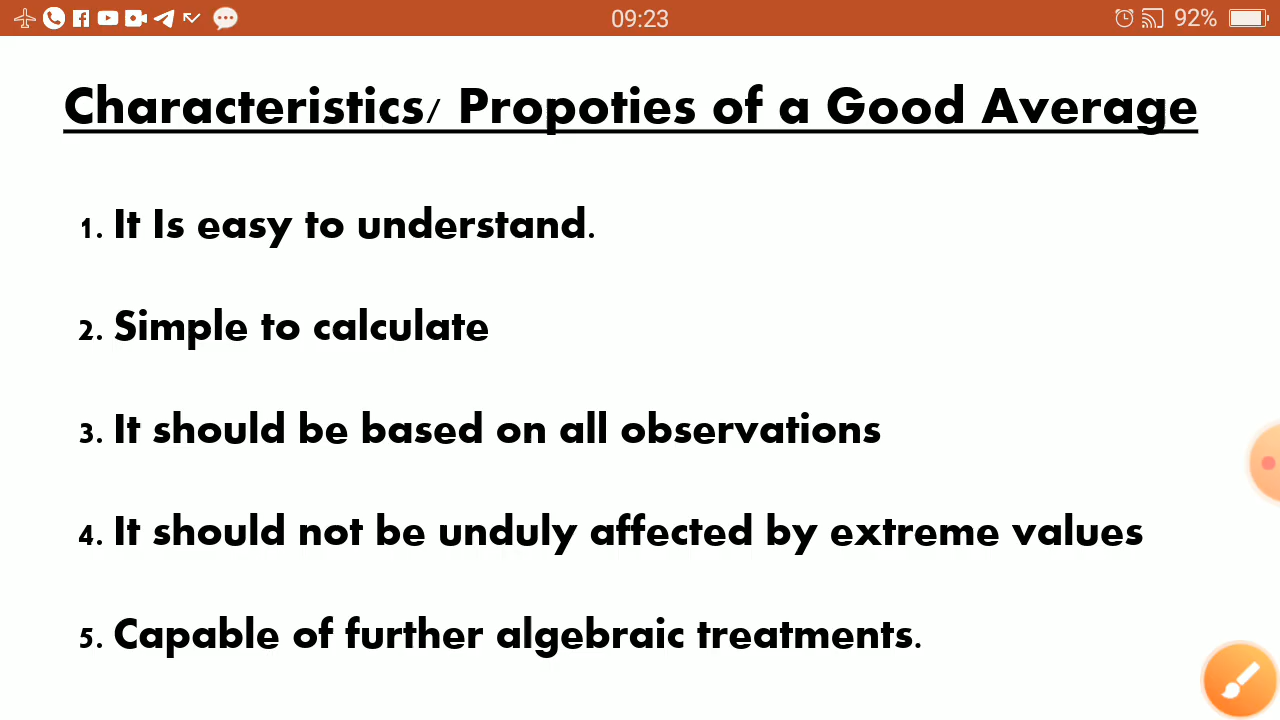 09:23
92%
Characteristics/ Propoties of a Good Average
1. It Is easy to understand.
2. Simple to calculate
3. It should be based on all observations
4. It should not be unduly affected by extreme values
5. Capable of further algebraic treatments.